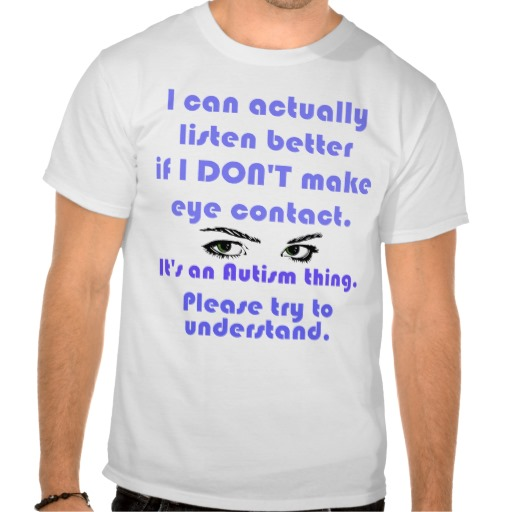 I can actually
listen better
if I DON'T make
eye contact.
It's an Autism thing.
Please try to
understand.